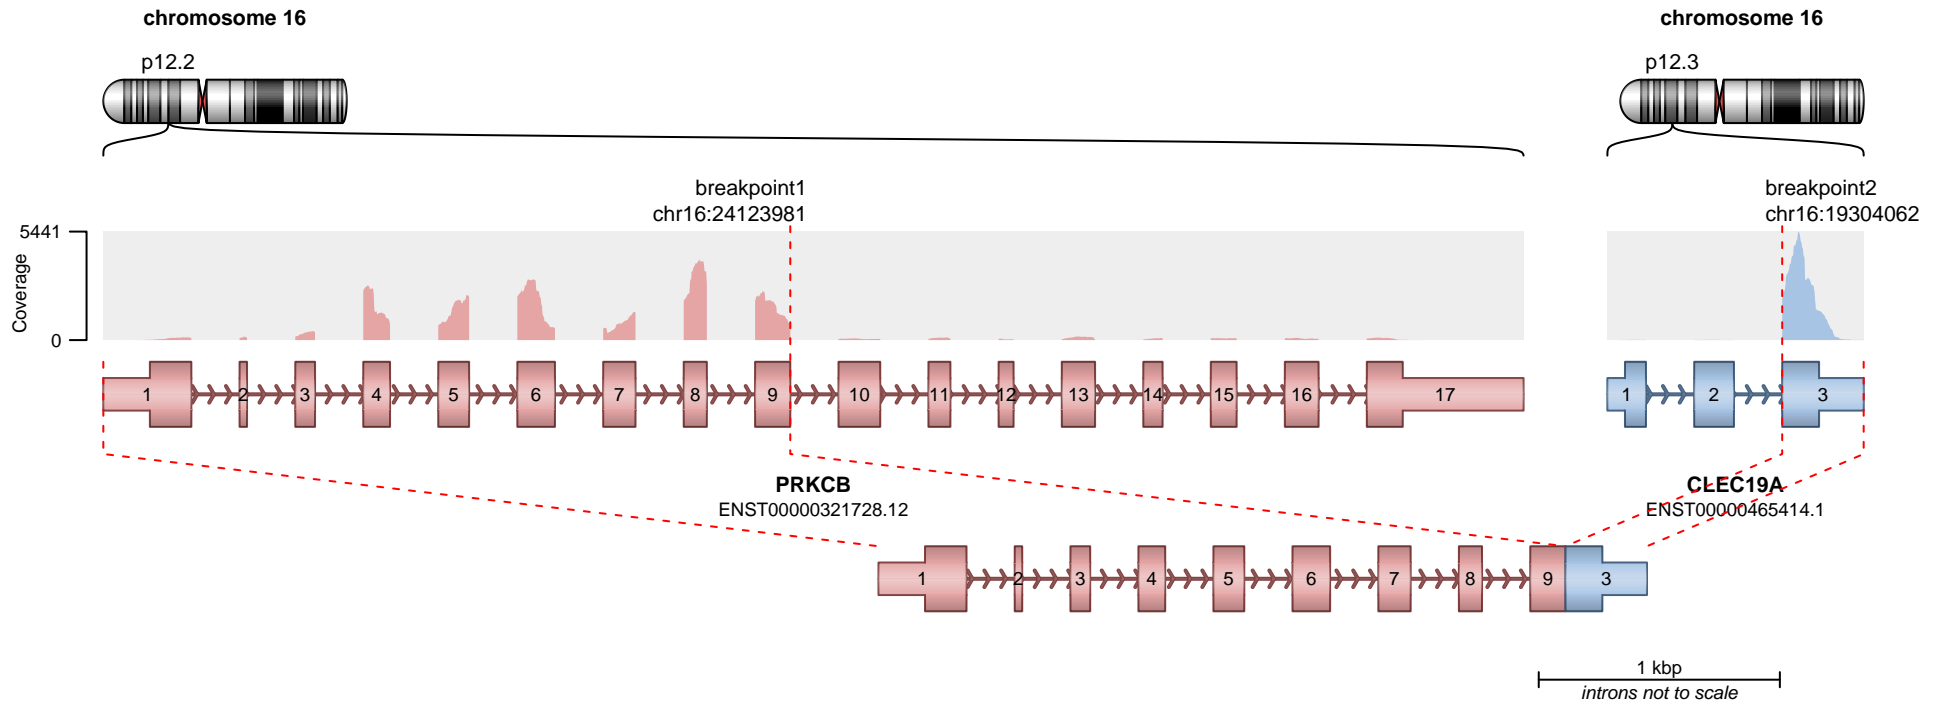 chromosome 16
chromosome 16
p12.2
p12.3
breakpoint1
chr16:24123981
breakpoint2
chr16:19304062
5441
Coverage
0
1 2 3 4 5 6 7 8 9 10 11 12 13 14 15 16 17
1 2 3
PRKCB
ENST00000321728.12
CLEC19A
ENST00000465414.1
1 2 3 4 5 6 7 8 9 3
1 kbp
introns not to scale